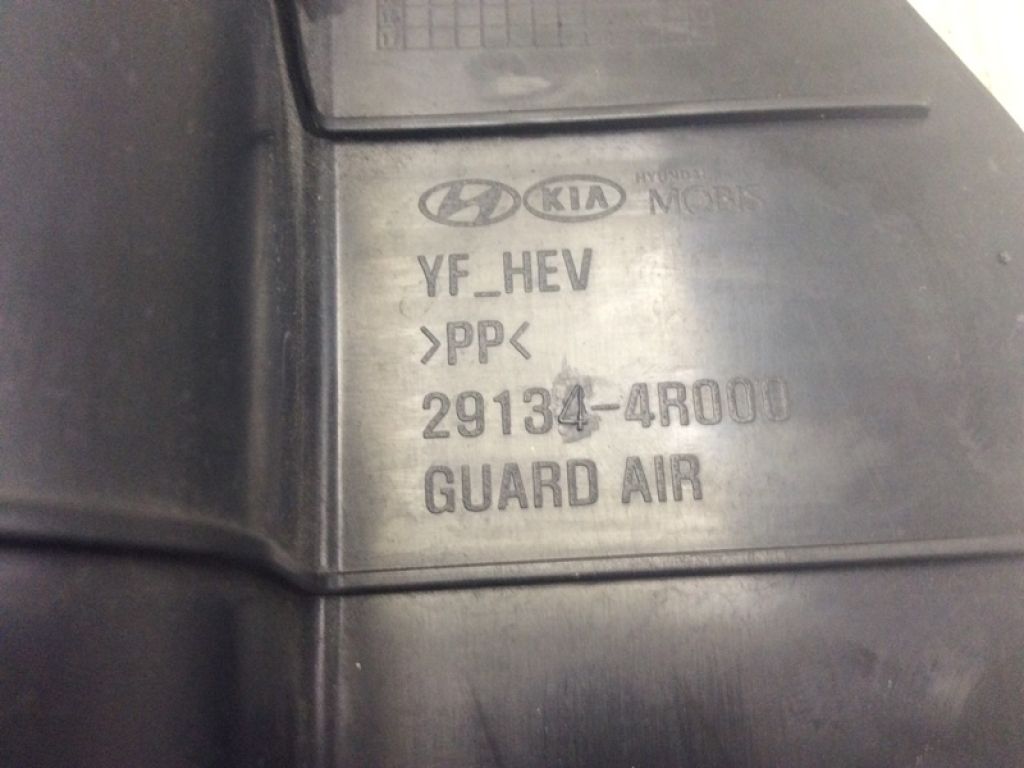 KIA HYUNDAI MOBIS
YF_HEV
>PP<
29134-4R000
GUARD AIR